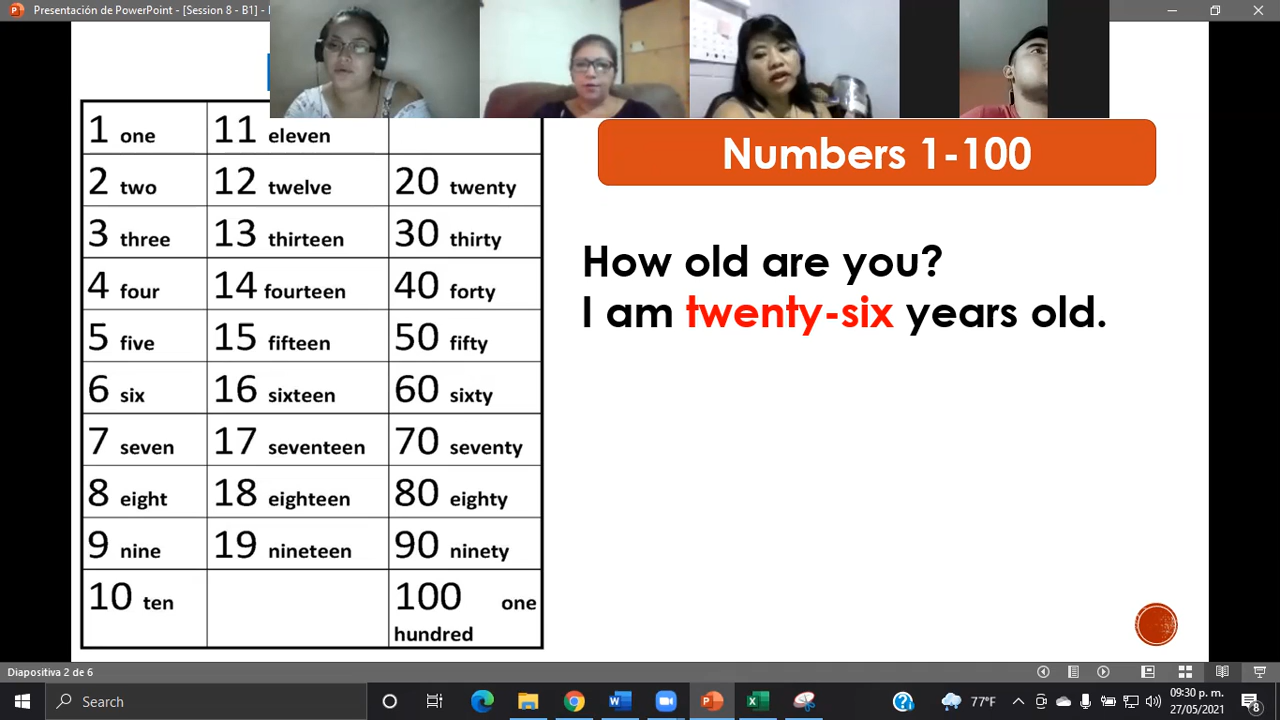 Presentación de PowerPoint - [Session 8 - B1]
1 one 11 eleven
2 two 12 twelve 20 twenty
3 three 13 thirteen 30 thirty
4 four 14 fourteen 40 forty
5 five 15 fifteen 50 fifty
6 six 16 sixteen 60 sixty
7 seven 17 seventeen 70 seventy
8 eight 18 eighteen 80 eighty
9 nine 19 nineteen 90 ninety
10 ten 100 one
hundred
Numbers 1-100
How old are you?
I am twenty-six years old.
Diapositiva 2 de 6
Search
77°F
09:30 p. m.
27/05/2021
8